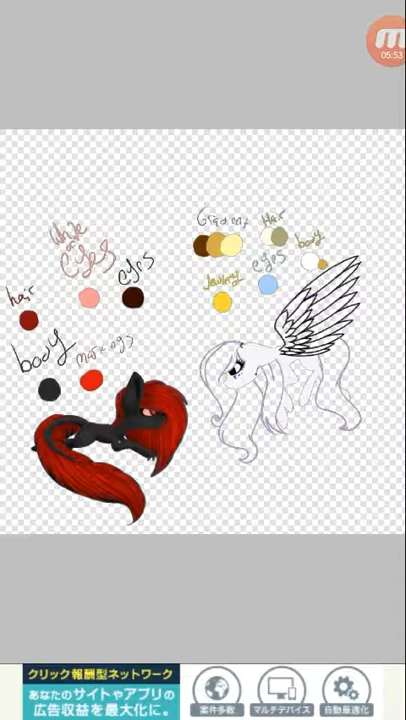 05:53
White
of
Eyes
eyes
hair
body
markings
Gradient
Hair
body
eyes
Jewlery
クリック報酬型ネットワーク
あなたのサイトやアプリの
広告収益を最大化に。
案件多数
マルチデバイス
自動最適化